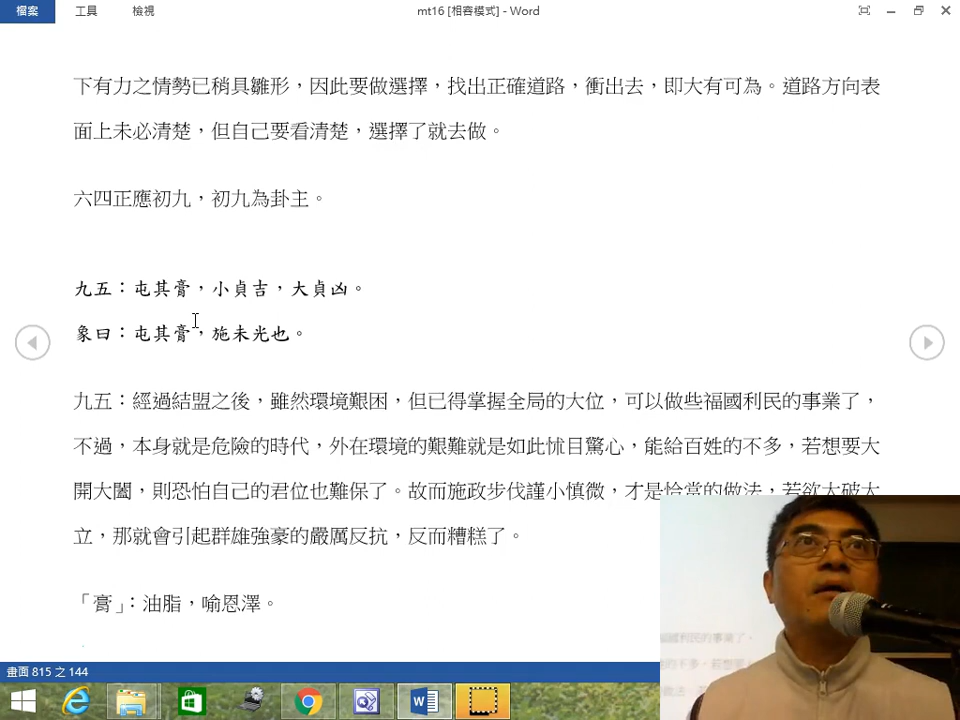 檔案 工具 檢視 mt16 [相容模式] - Word
下有力之情勢已稍具雛形，因此要做選擇，找出正確道路，衝出去，即大有可為。道路方向表
面上未必清楚，但自己要看清楚，選擇了就去做。
六四正應初九，初九為卦主。
九五：屯其膏，小貞吉，大貞凶。
象曰：屯其膏，施未光也。
九五：經過結盟之後，雖然環境艱困，但已得掌握全局的大位，可以做些福國利民的事業了，
不過，本身就是危險的時代，外在環境的艱難就是如此怵目驚心，能給百姓的不多，若想要大
開大闔，則恐怕自己的君位也難保了。故而施政步伐謹小慎微，才是恰當的做法，若欲大破大
立，那就會引起群雄強豪的嚴厲反抗，反而糟糕了。
「膏」：油脂，喻恩澤。
畫面 815 之 144